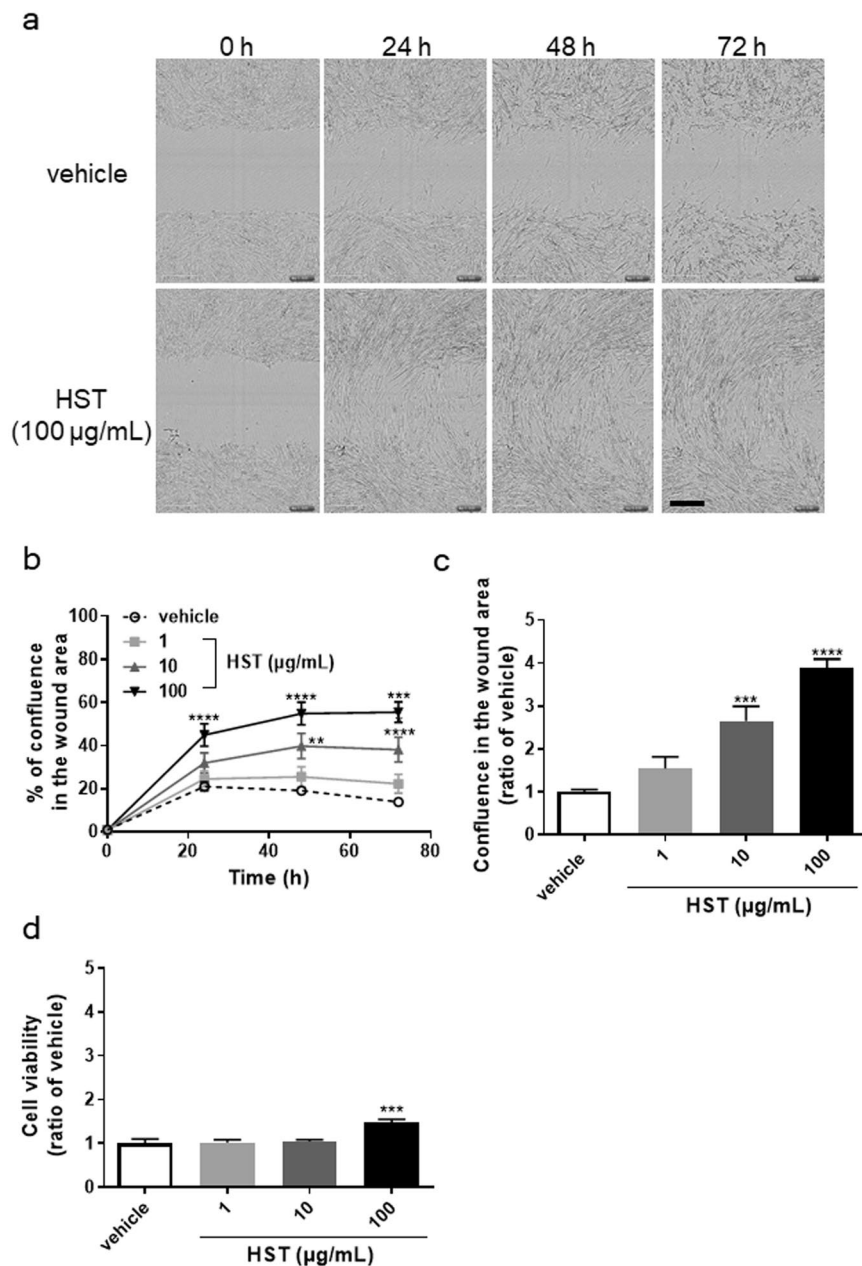 a
0 h 24 h 48 h 72 h
vehicle
HST
(100 µg/mL)
b
% of confluence
in the wound area
100
80
60
40
20
0
0 20 40 60 80
Time (h)
vehicle
1
10
100
HST (µg/mL)
****
****
***
**
****
c
Confluence in the wound area
(ratio of vehicle)
5
4
3
2
1
0
***
****
vehicle 1 10 100
HST (µg/mL)
d
Cell viability
(ratio of vehicle)
5
4
3
2
1
0
***
vehicle 1 10 100
HST (µg/mL)